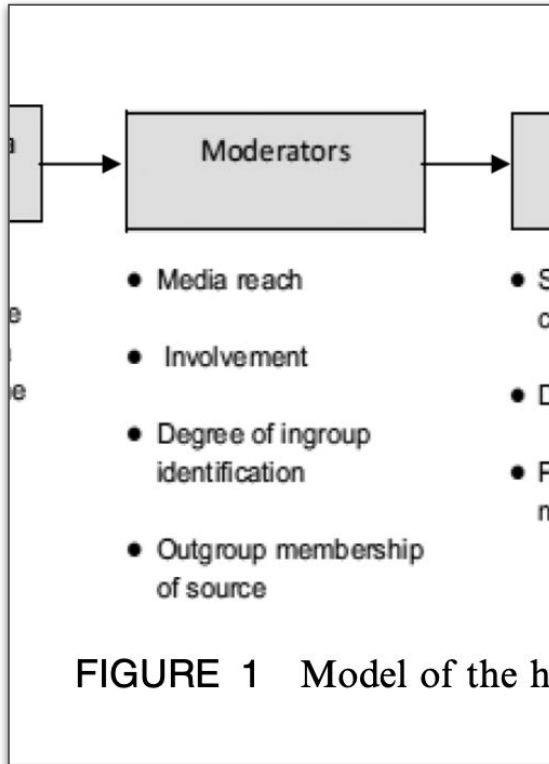 Moderators
• Media reach
• Involvement
• Degree of ingroup
identification
• Outgroup membership
of source
FIGURE 1 Model of the h